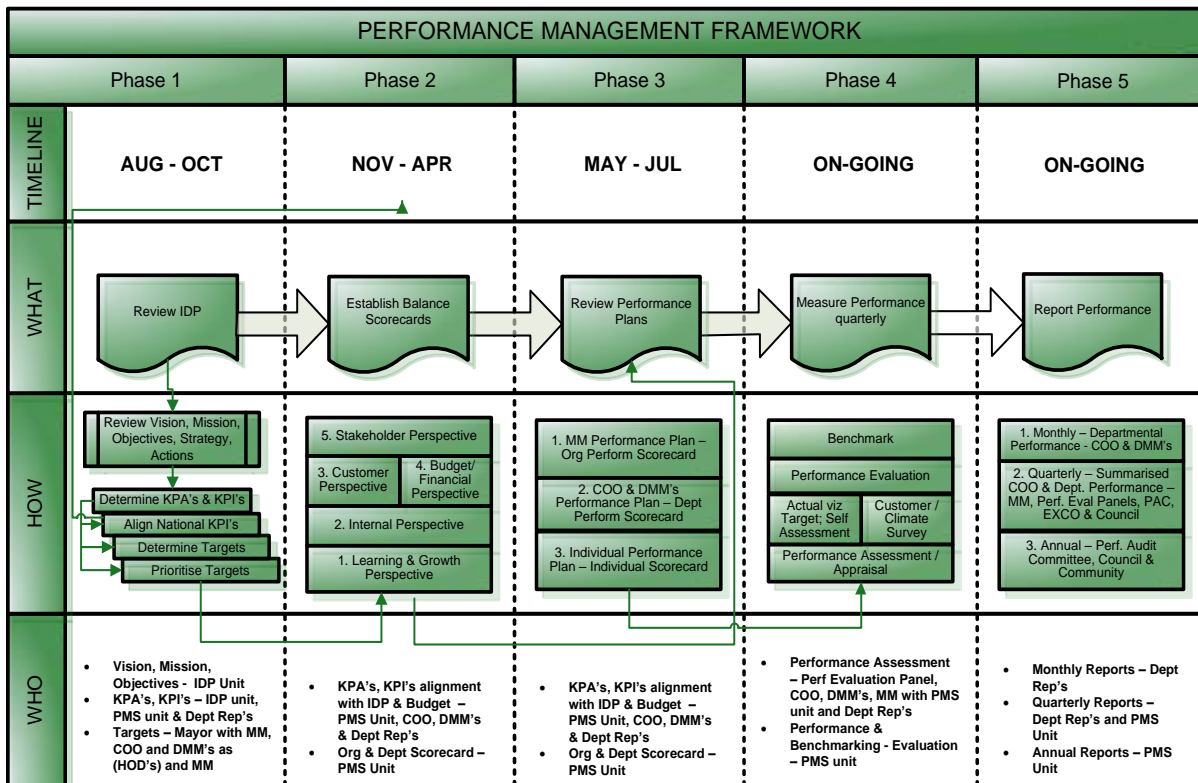 PERFORMANCE MANAGEMENT FRAMEWORK
Phase 1
Phase 2
Phase 3
Phase 4
Phase 5
TIMELINE
AUG - OCT
NOV - APR
MAY - JUL
ON-GOING
ON-GOING
WHAT
Review IDP
Establish Balance
Scorecards
Review Performance
Plans
Measure Performance
quarterly
Report Performance
HOW
Review Vision, Mission,
Objectives, Strategy,
Actions
Determine KPA's & KPI's
Align National KPI's
Determine Targets
Prioritise Targets
5. Stakeholder Perspective
3. Customer
Perspective
4. Budget/
Financial
Perspective
2. Internal Perspective
1. Learning & Growth
Perspective
1. MM Performance Plan –
Org Perform Scorecard
2. COO & DMM's
Performance Plan - Dept
Perform Scorecard
3. Individual Performance
Plan – Individual Scorecard
Benchmark
Performance Evaluation
Actual viz
Target; Self
Assessment
Customer /
Climate
Survey
Performance Assessment /
Appraisal
1. Monthly – Departmental
Performance - COO & DMM's
2. Quarterly – Summarised
COO & Dept. Performance –
MM, Perf. Eval Panels, PAC,
EXCO & Council
3. Annual – Perf. Audit
Committee, Council &
Community
WHO
• Vision, Mission,
Objectives - IDP Unit
• KPA's, KPI's – IDP unit,
PMS unit & Dept Rep's
• Targets – Mayor with MM,
COO and DMM's as
(HOD's) and MM
• KPA's, KPI's alignment
with IDP & Budget –
PMS Unit, COO, DMM's
& Dept Rep's
• Org & Dept Scorecard –
PMS Unit
• KPA's, KPI's alignment
with IDP & Budget –
PMS Unit, COO, DMM's
& Dept Rep's
• Org & Dept Scorecard –
PMS Unit
• Performance Assessment
– Perf Evaluation Panel,
COO, DMM's, MM with PMS
unit and Dept Rep's
• Performance &
Benchmarking - Evaluation
– PMS unit
• Monthly Reports – Dept
Rep's
• Quarterly Reports –
Dept Rep's and PMS
Unit
• Annual Reports – PMS
Unit